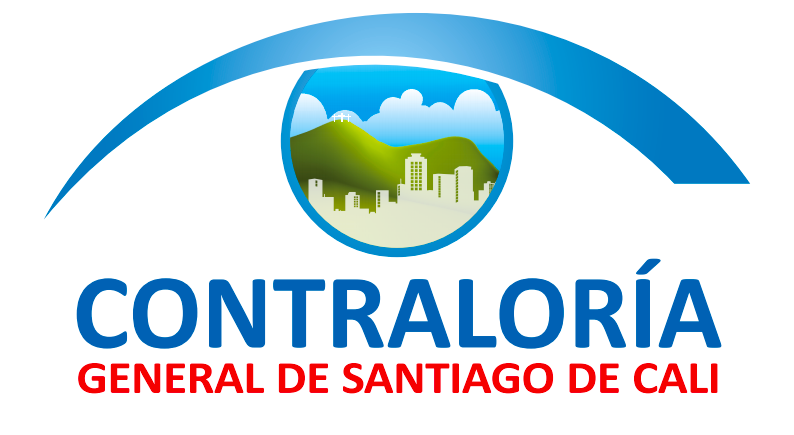 CONTRALORÍA
GENERAL DE SANTIAGO DE CALI